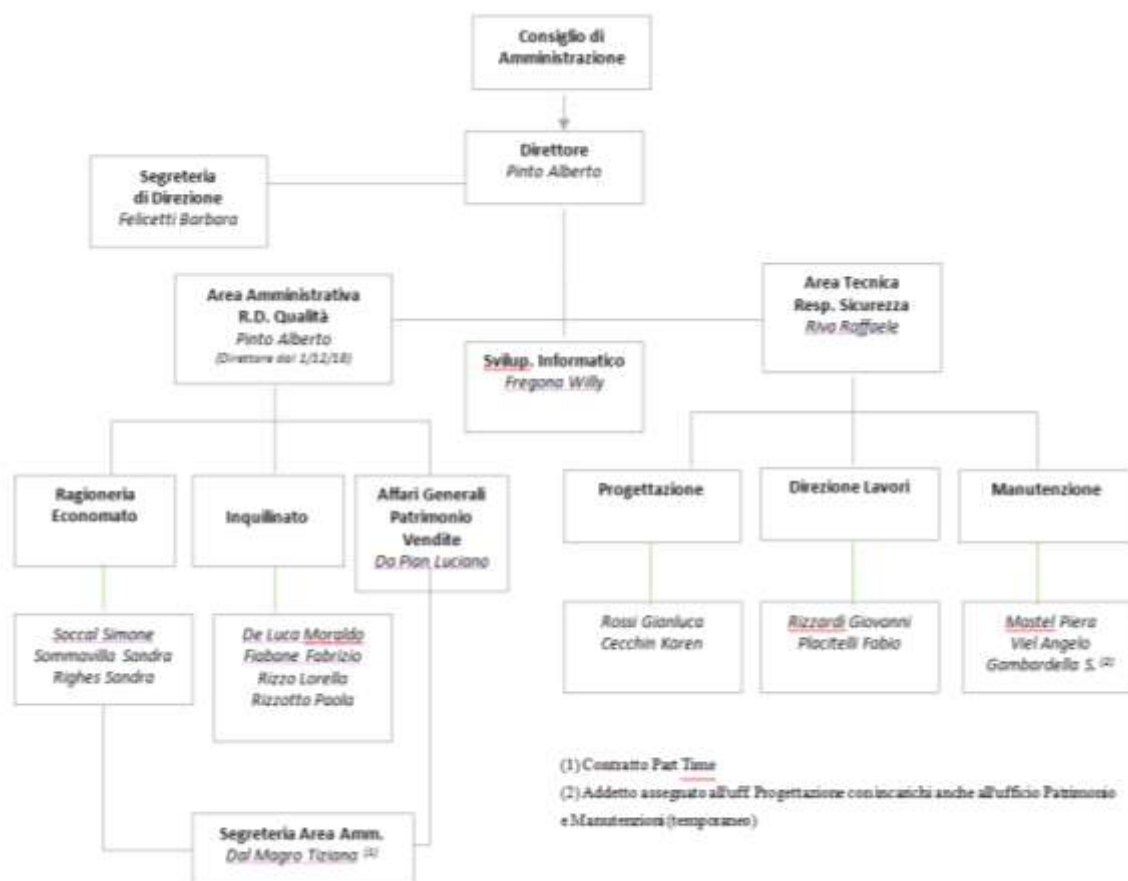 Consiglio di
Amministrazione
Direttore
Pinto Alberto
Segreteria
di Direzione
Felicetti Barbara
Area Amministrativa
R.D. Qualità
Pinto Alberto
(Direttore dal 1/12/18)
Svilup. Informatico
Fregona Willy
Area Tecnica
Resp. Sicurezza
Riva Raffaele
Ragioneria
Economato
Inquilinato
Affari Generali
Patrimonio
Vendite
Da Pian Luciano
Progettazione
Direzione Lavori
Manutenzione
Soccal Simone
Sommavilla Sandra
Righes Sandra
De Luca Moraldo
Fiabane Fabrizio
Rizzo Lorella
Rizzotto Paola
Rossi Gianluca
Cecchin Karen
Rizzardi Giovanni
Placitelli Fabio
Mastel Piera
Viel Angelo
Gambardella S. (2)
Segreteria Area Amm.
Dal Magro Tiziana (1)
(1) Contratto Part Time
(2) Addetto assegnato all'uff. Progettazione con incarichi anche all'ufficio Patrimonio
e Manutenzioni (temporaneo)